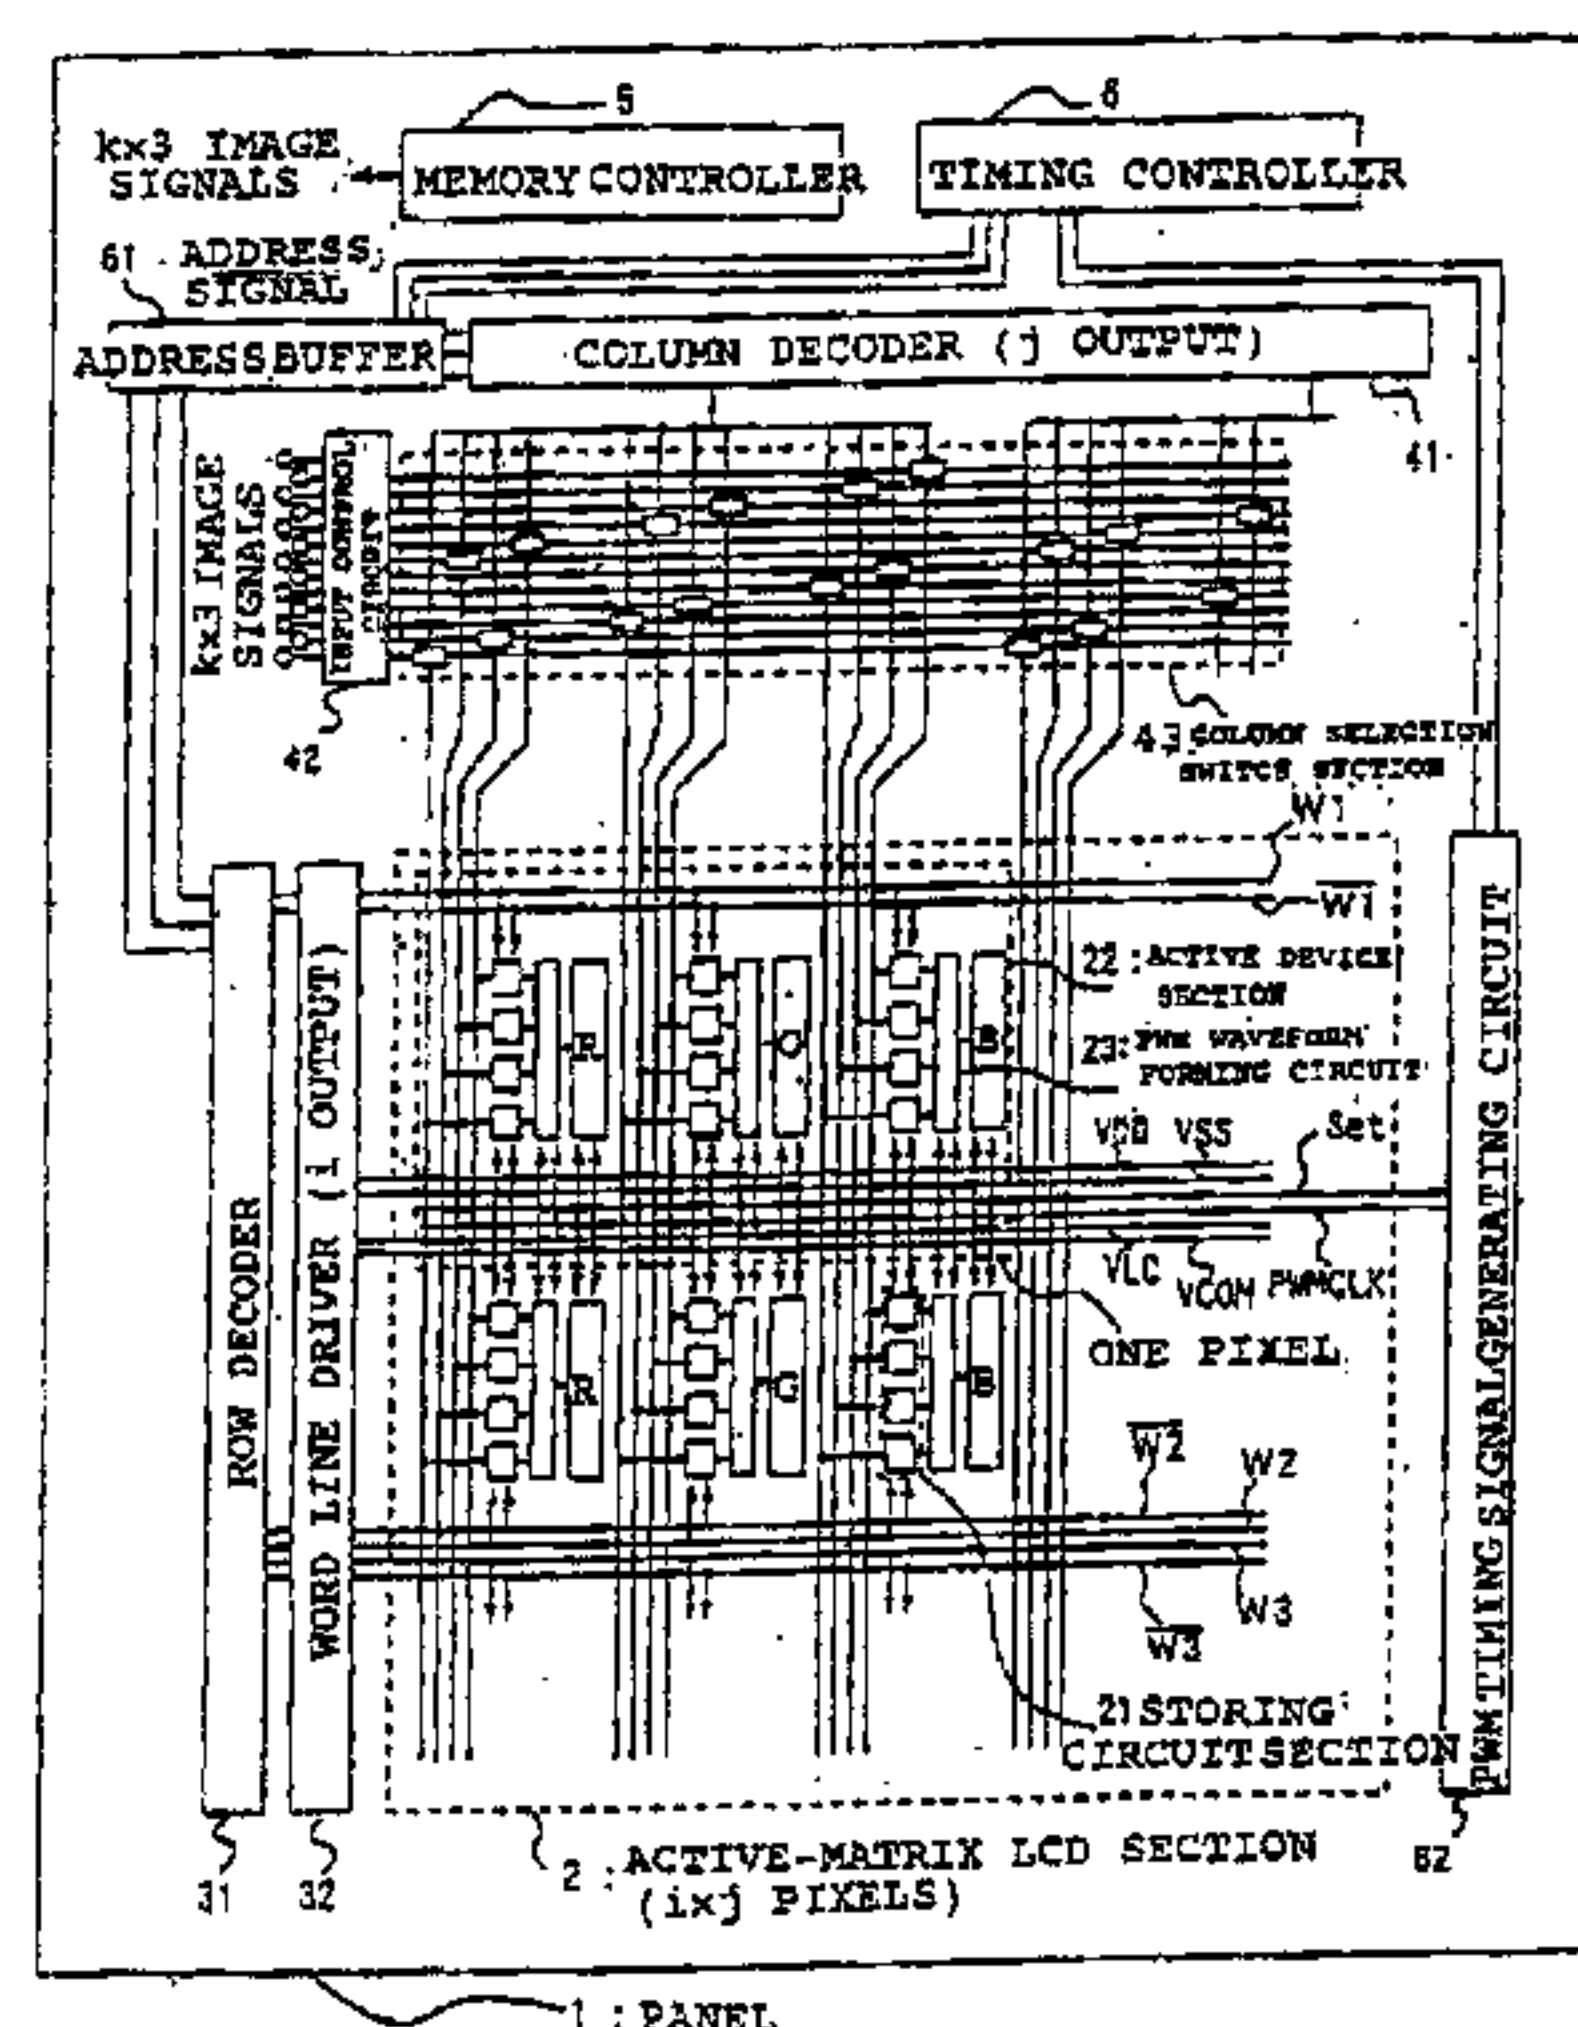 5
6
kx3 IMAGE
SIGNALS
MEMORY CONTROLLER
TIMING CONTROLLER
61
ADDRESS
SIGNAL
ADDRESS BUFFER
COLUMN DECODER (j OUTPUT)
41
kx3 IMAGE
SIGNALS
INPUT CONTROL
CIRCUIT
42
43 COLUMN SELECTION
SWITCH SECTION
W1
W1
22 : ACTIVE DEVICE
SECTION
23: PWM WAVEFORM
FORMING CIRCUIT
R
G
B
VDD VSS
Set
VLC
VCOM
PWMCLK
ONE PIXEL
R
G
B
W2
W2
W3
W3
21 STORING
CIRCUIT SECTION
ROW DECODER
WORD LINE DRIVER (i OUTPUT)
PWM TIMING SIGNAL GENERATING CIRCUIT
31
32
2 : ACTIVE-MATRIX LCD SECTION
(ixj PIXELS)
62
1 : PANEL